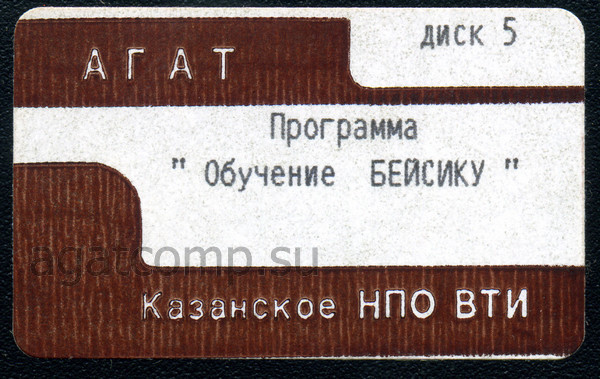 диск 5
АГАТ
Программа
" Обучение БЕЙСИКУ "
agatcomp.su
Казанское НПО ВТИ